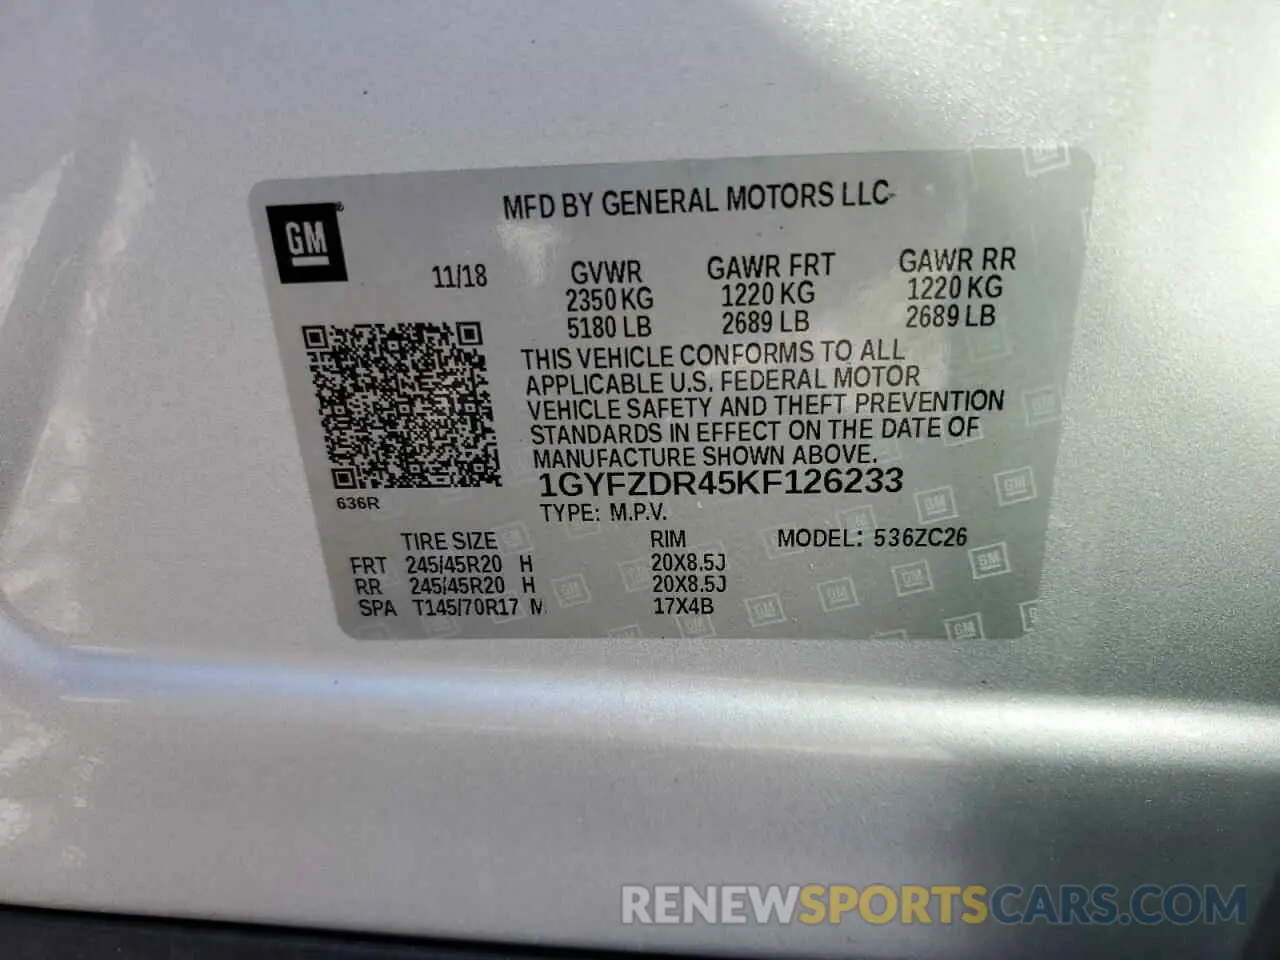 GM®
MFD BY GENERAL MOTORS LLC
11/18
GVWR GAWR FRT GAWR RR
2350 KG 1220 KG 1220 KG
5180 LB 2689 LB 2689 LB
THIS VEHICLE CONFORMS TO ALL
APPLICABLE U.S. FEDERAL MOTOR
VEHICLE SAFETY AND THEFT PREVENTION
STANDARDS IN EFFECT ON THE DATE OF
MANUFACTURE SHOWN ABOVE.
1GYFZDR45KF126233
636R
TYPE: M.P.V.
TIRE SIZE RIM MODEL: 536ZC26
FRT 245/45R20 H 20X8.5J
RR 245/45R20 H 20X8.5J
SPA T145/70R17 M 17X4B
RENEWSPORTSCARS.COM